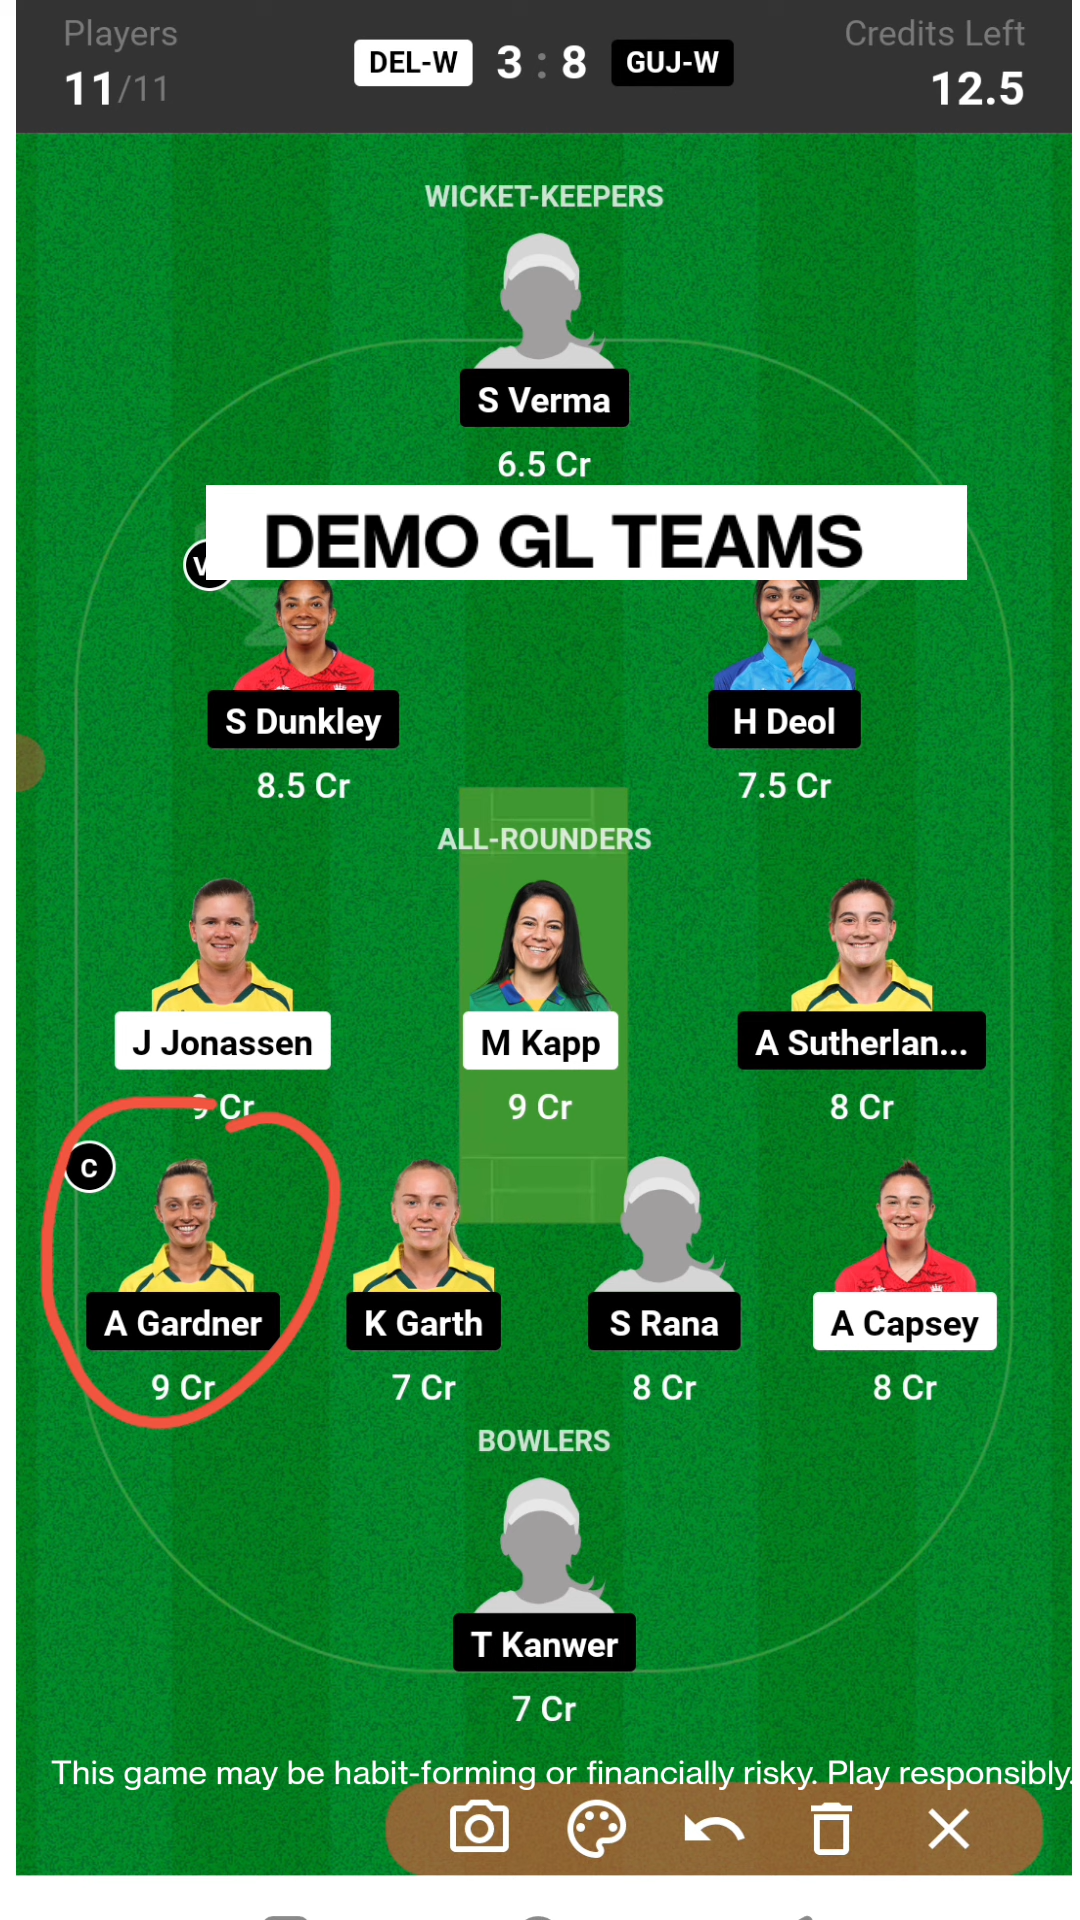 Players
Credits Left
DEL-W 3 : 8 GUJ-W
11/11
12.5
WICKET-KEEPERS
S Verma
6.5 Cr
DEMO GL TEAMS
S Dunkley
H Deol
8.5 Cr
7.5 Cr
ALL-ROUNDERS
J Jonassen
M Kapp
A Sutherlan...
9 Cr
9 Cr
8 Cr
C
A Gardner
K Garth
S Rana
A Capsey
9 Cr
7 Cr
8 Cr
8 Cr
BOWLERS
T Kanwer
7 Cr
This game may be habit-forming or financially risky. Play responsibly.